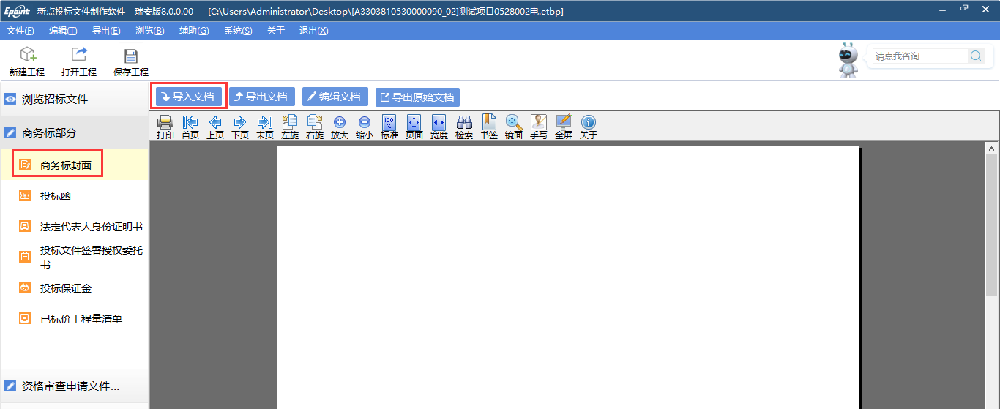 Epoint 新点投标文件制作软件—瑞安版8.0.0.00 [C:\Users\Administrator\Desktop\[A3303810530000090_02]测试项目0528002电.etbp]
文件(F) 编辑(T) 导出(E) 浏览(B) 辅助(G) 系统(S) 关于 退出(X)
新建工程 打开工程 保存工程
请点我咨询
浏览招标文件
导入文档 导出文档 编辑文档 导出原始文档
商务标部分
100
%
打印 首页 上页 下页 末页 左旋 右旋 放大 缩小 标准 页面 宽度 检索 书签 镜面 手写 全屏 关于
商务标封面
投标函
法定代表人身份证明书
投标文件签署授权委托
书
投标保证金
已标价工程量清单
资格审查申请文件...